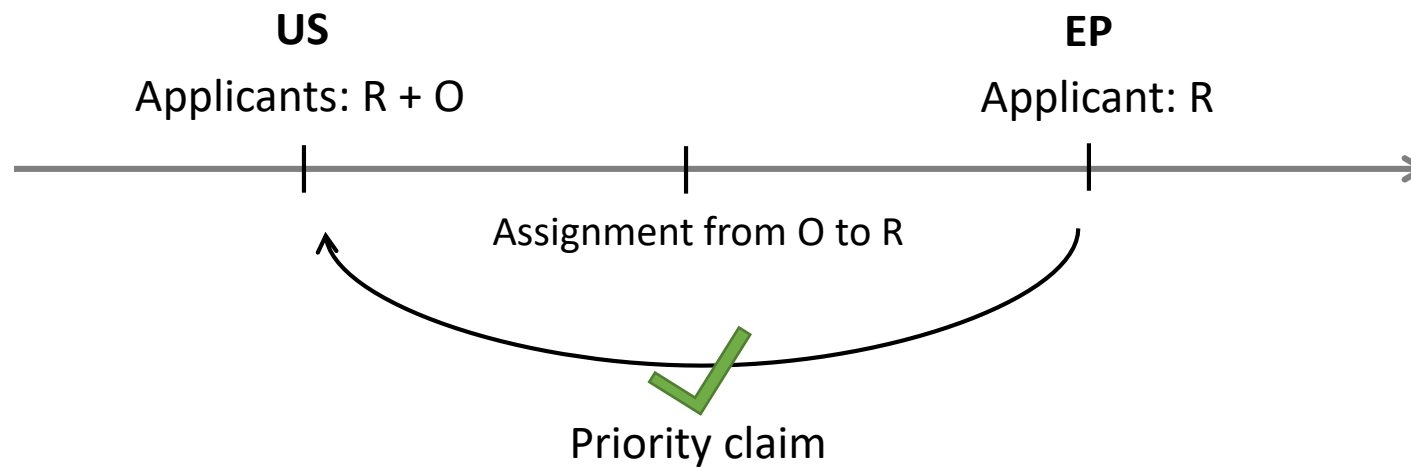 US
EP
Applicants: R + O
Applicant: R
Assignment from O to R
Priority claim